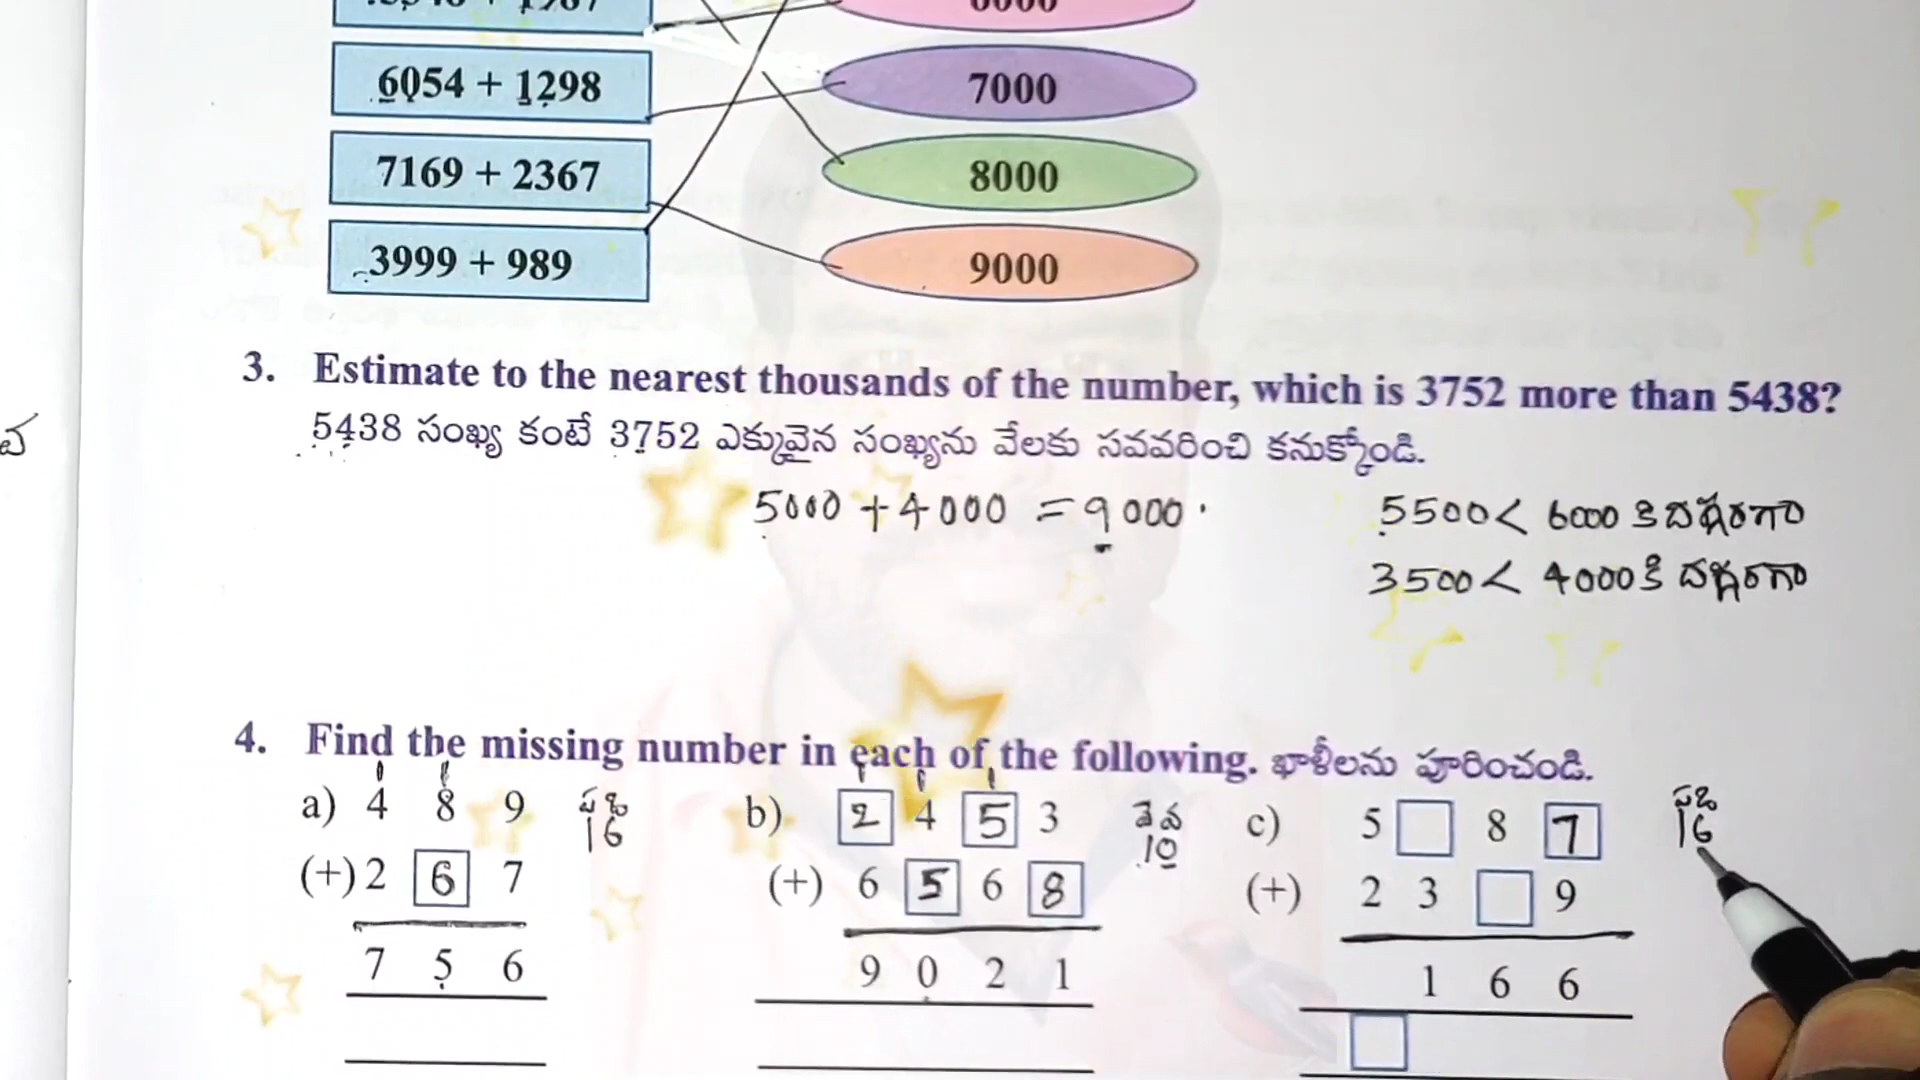 6000
6054 + 1298
7000
7169 + 2367
8000
3999 + 989
9000
3. Estimate to the nearest thousands of the number, which is 3752 more than 5438?
5438 సంఖ్య కంటే 3752 ఎక్కువైన సంఖ్యను వేలకు సవవరించి కనుక్కోండి.
5000 + 4000 = 9000.
5500 < 6000 కి దగ్గరగా
3500 < 4000 కి దగ్గరగా
4. Find the missing number in each of the following. ఖాళీలను పూరించండి.
a) 4 8 9
(+) 2 6 7
7 5 6
16
b) 2 4 5 3
(+) 6 5 6 8
9 0 2 1
10
c) 5 8 7
(+) 2 3 9
1 6 6
16